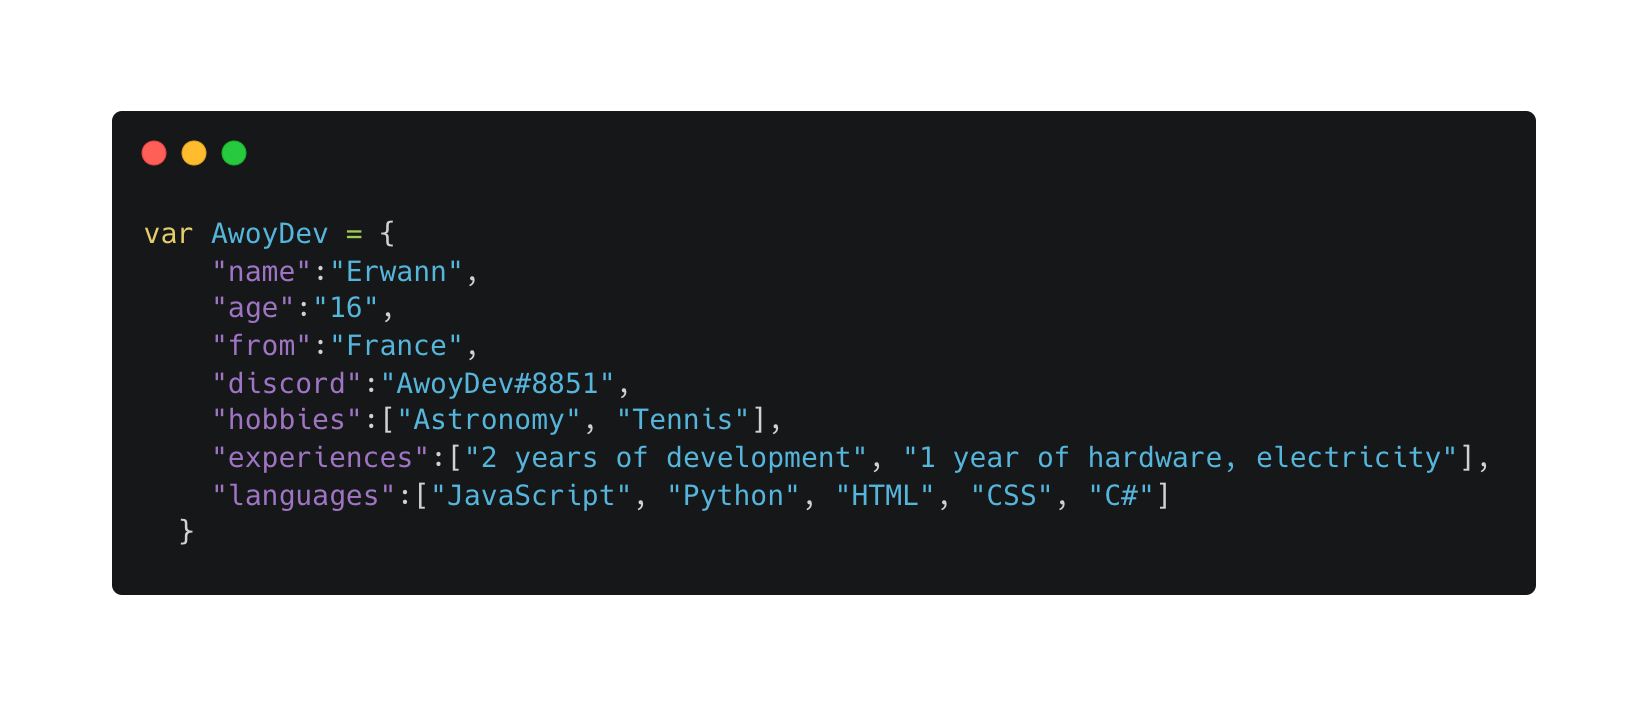 var AwoyDev = {
    "name":"Erwann",
    "age":"16",
    "from":"France",
    "discord":"AwoyDev#8851",
    "hobbies":["Astronomy", "Tennis"],
    "experiences":["2 years of development", "1 year of hardware, electricity"],
    "languages":["JavaScript", "Python", "HTML", "CSS", "C#"]
  }